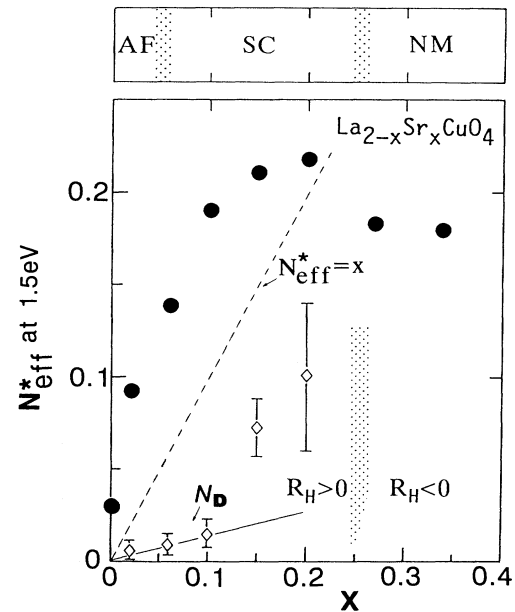 AF SC NM
La2-xSrxCuO4
0.2
N*eff=x
N*eff at 1.5eV
0.1
RH>0 RH<0
ND
0
0 0.1 0.2 0.3 0.4
X